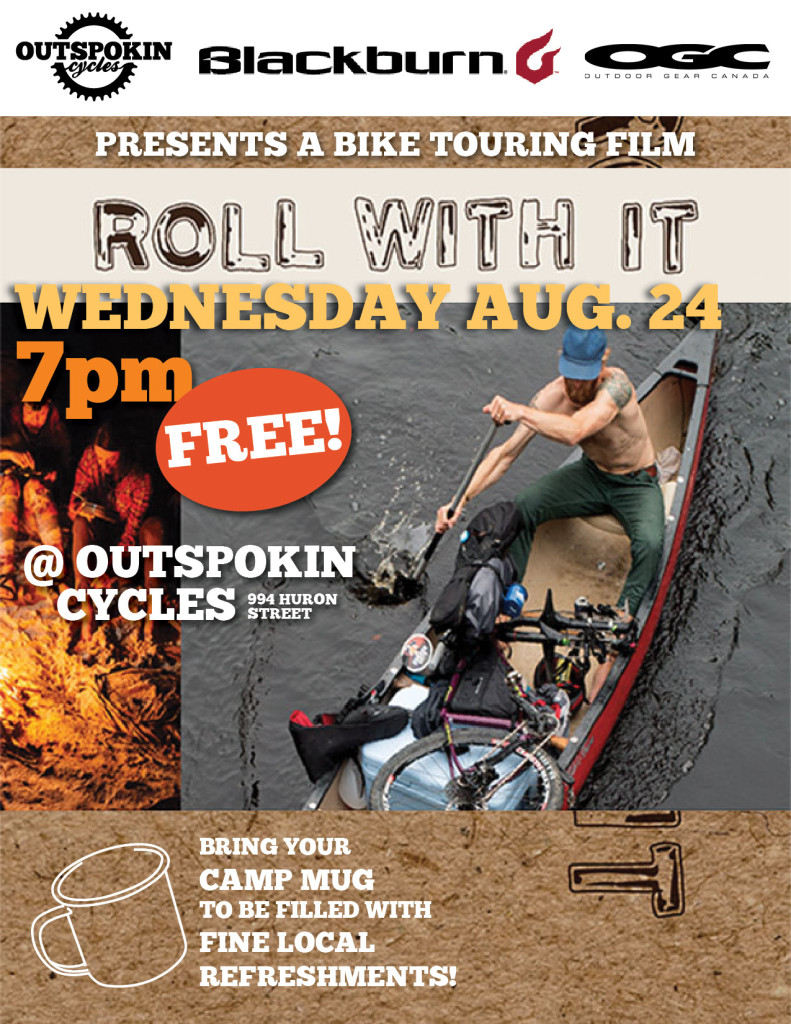 OUTSPOKIN
cycles
Blackburn
OGC
OUTDOOR GEAR CANADA
PRESENTS A BIKE TOURING FILM
ROLL WITH IT
WEDNESDAY AUG. 24
7pm
FREE!
@ OUTSPOKIN
CYCLES 994 HURON
STREET
BRING YOUR
CAMP MUG
TO BE FILLED WITH
FINE LOCAL
REFRESHMENTS!